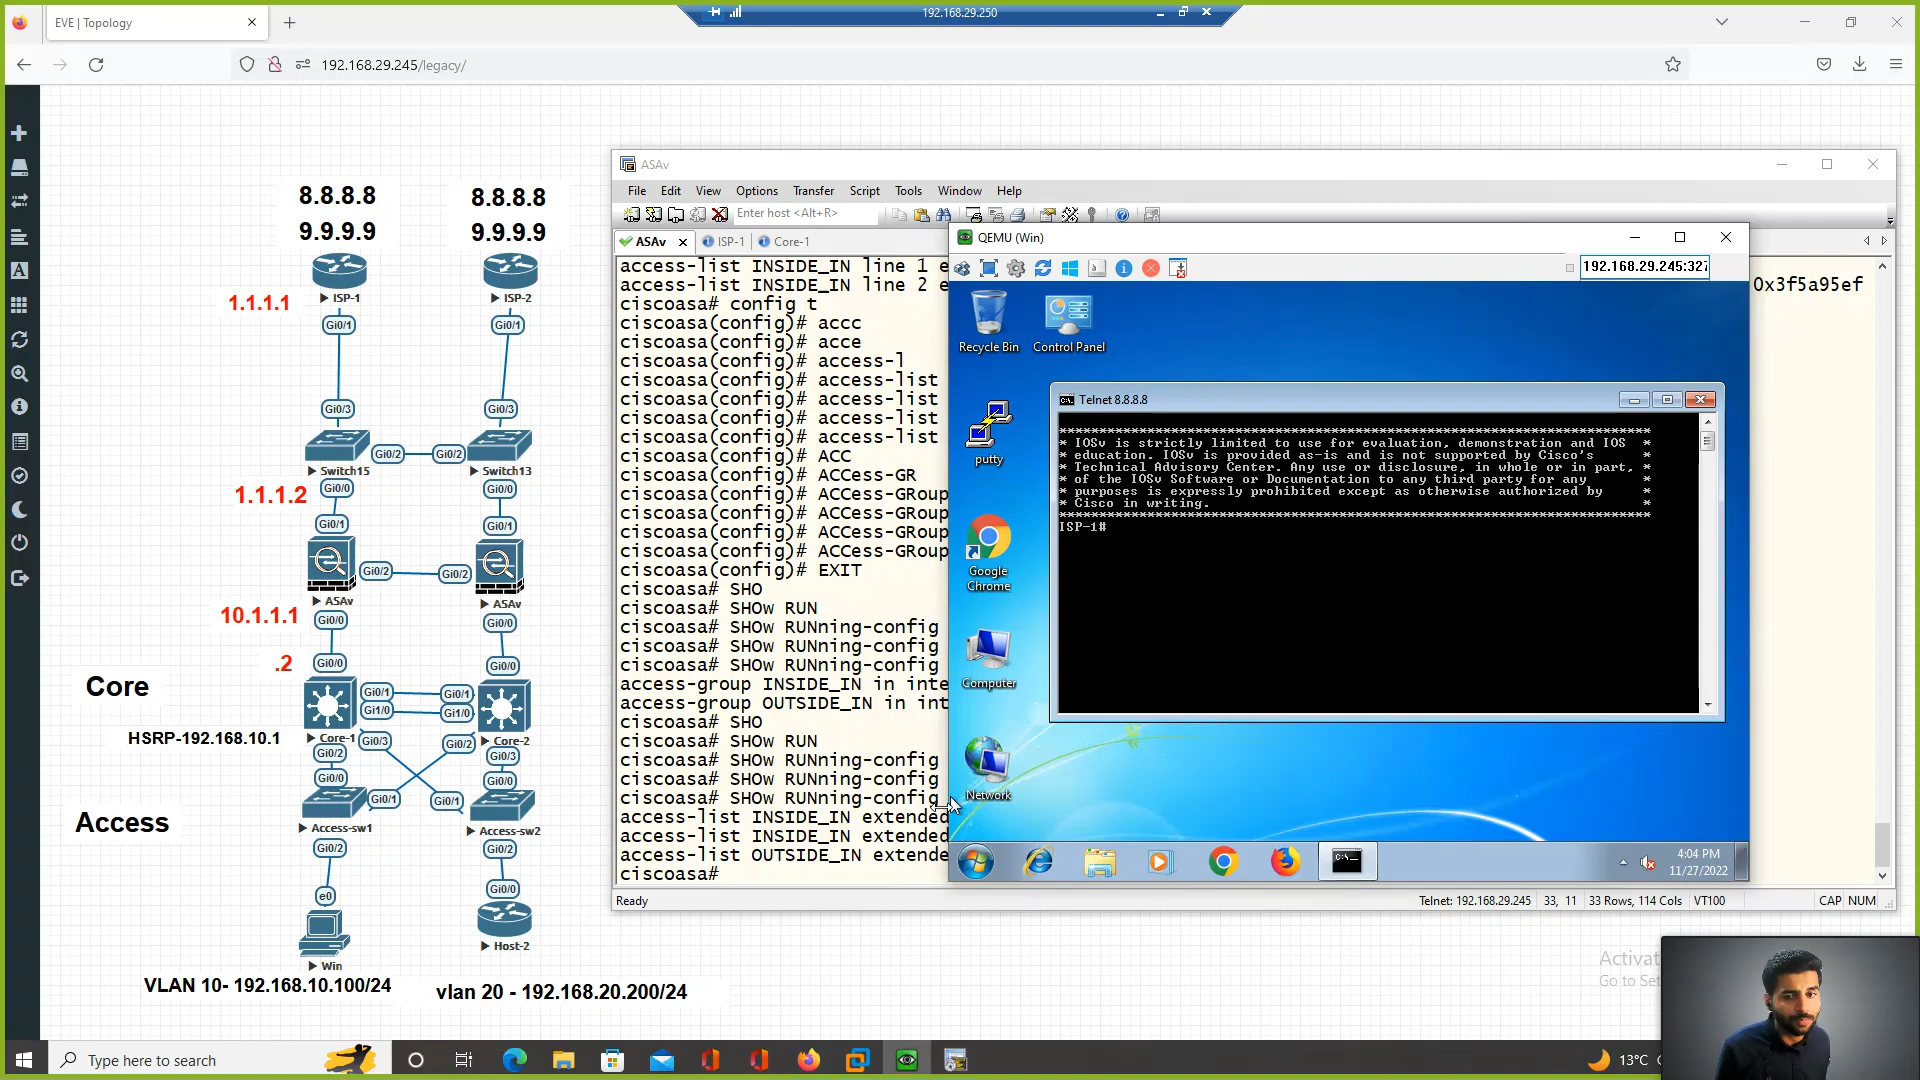 EVE | Topology
192.168.29.250
192.168.29.245/legacy/
8.8.8.8
8.8.8.8
9.9.9.9
9.9.9.9
ISP-1
ISP-2
1.1.1.1
Gi0/1
Gi0/1
Gi0/3
Gi0/3
Gi0/2
Gi0/2
Switch15
Switch13
1.1.1.2
Gi0/0
Gi0/0
Gi0/1
Gi0/1
Gi0/2
Gi0/2
ASAv
ASAv
10.1.1.1
Gi0/0
Gi0/0
.2
Gi0/0
Gi0/0
Core
Gi0/1
Gi0/1
Gi1/0
Gi1/0
HSRP-192.168.10.1
Core-1
Core-2
Gi0/2
Gi0/3
Gi0/2
Gi0/3
Gi0/0
Gi0/0
Gi0/1
Gi0/1
Access
Access-sw1
Access-sw2
Gi0/2
Gi0/2
e0
Gi0/0
Win
Host-2
VLAN 10- 192.168.10.100/24
vlan 20 - 192.168.20.200/24
ASAv
File Edit View Options Transfer Script Tools Window Help
Enter host <Alt+R>
ASAv
ISP-1
Core-1
access-list INSIDE_IN line 1 e
access-list INSIDE_IN line 2 e
0x3f5a95ef
ciscoasa# config t
ciscoasa(config)# accc
ciscoasa(config)# acce
ciscoasa(config)# access-l
ciscoasa(config)# access-list
ciscoasa(config)# access-list
ciscoasa(config)# access-list
ciscoasa(config)# access-list
ciscoasa(config)# ACC
ciscoasa(config)# ACCess-GR
ciscoasa(config)# ACCess-GRoup
ciscoasa(config)# ACCess-GRoup
ciscoasa(config)# ACCess-GRoup
ciscoasa(config)# ACCess-GRoup
ciscoasa(config)# EXIT
ciscoasa# SHO
ciscoasa# SHOw RUN
ciscoasa# SHOw RUNning-config
ciscoasa# SHOw RUNning-config
ciscoasa# SHOw RUNning-config
access-group INSIDE_IN in inte
access-group OUTSIDE_IN in int
ciscoasa# SHO
ciscoasa# SHOw RUN
ciscoasa# SHOw RUNning-config
ciscoasa# SHOw RUNning-config
ciscoasa# SHOw RUNning-config
access-list INSIDE_IN extended
access-list INSIDE_IN extended
access-list OUTSIDE_IN extende
ciscoasa#
Ready
Telnet: 192.168.29.245 33, 11 33 Rows, 114 Cols VT100 CAP NUM
QEMU (Win)
192.168.29.245:327
Recycle Bin
Control Panel
putty
Google Chrome
Computer
Network
Telnet 8.8.8.8
**************************************************************************
* IOSv is strictly limited to use for evaluation, demonstration and IOS *
* education. IOSv is provided as-is and is not supported by Cisco's *
* Technical Advisory Center. Any use or disclosure, in whole or in part, *
* of the IOSv Software or Documentation to any third party for any *
* purposes is expressly prohibited except as otherwise authorized by *
* Cisco in writing. *
**************************************************************************
ISP-1#
4:04 PM
11/27/2022
Activat
Go to Set
Type here to search
13°C